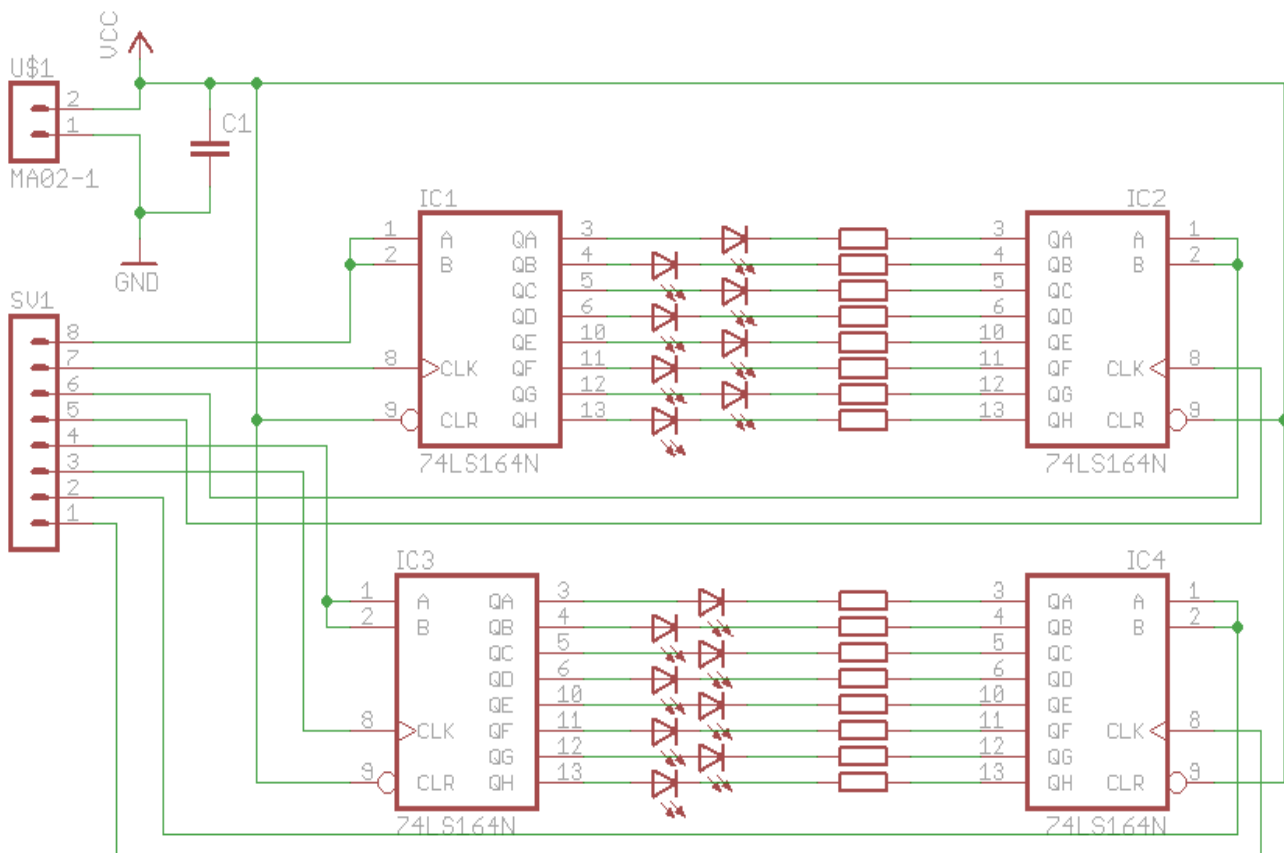 VCC
U$1
2
1
MA02-1
C1
GND
SV1
8
7
6
5
4
3
2
1
IC1
1 A QA 3
2 B QB 4
QC 5
QD 6
QE 10
8 CLK QF 11
QG 12
9 CLR QH 13
74LS164N
IC2
3 QA A 1
4 QB B 2
5 QC
6 QD
10 QE
11 QF CLK 8
12 QG
13 QH CLR 9
74LS164N
IC3
1 A QA 3
2 B QB 4
QC 5
QD 6
QE 10
8 CLK QF 11
QG 12
9 CLR QH 13
74LS164N
IC4
3 QA A 1
4 QB B 2
5 QC
6 QD
10 QE
11 QF CLK 8
12 QG
13 QH CLR 9
74LS164N